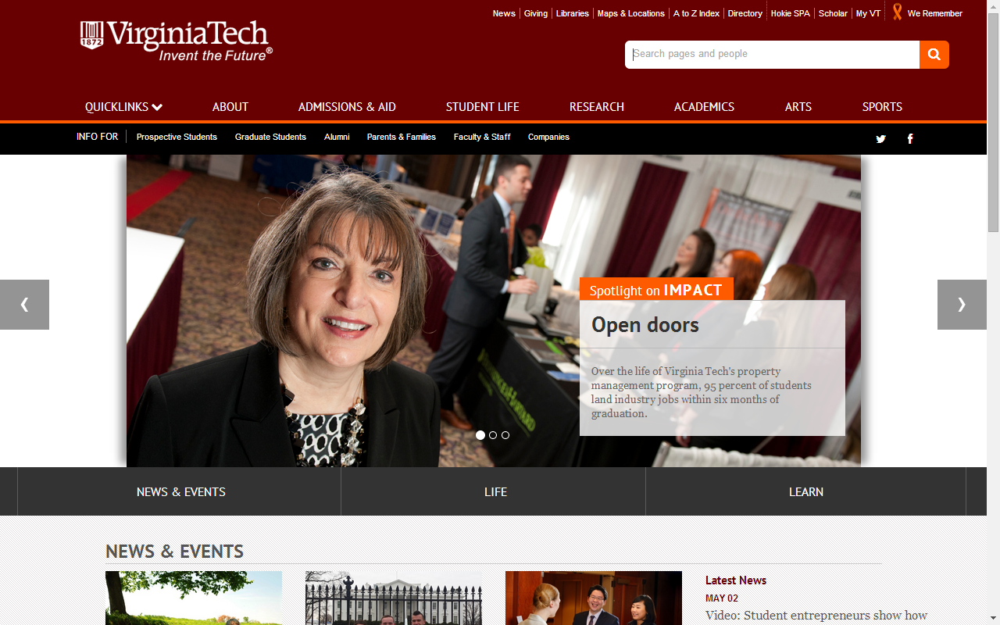 News | Giving | Libraries | Maps & Locations | A to Z Index | Directory | Hokie SPA | Scholar | My VT | We Remember
1872 VirginiaTech
Invent the Future®
Search pages and people
QUICKLINKS ABOUT ADMISSIONS & AID STUDENT LIFE RESEARCH ACADEMICS ARTS SPORTS
INFO FOR Prospective Students Graduate Students Alumni Parents & Families Faculty & Staff Companies
Spotlight on IMPACT
Open doors
Over the life of Virginia Tech's property
management program, 95 percent of students
land industry jobs within six months of
graduation.
NEWS & EVENTS LIFE LEARN
NEWS & EVENTS
Latest News
MAY 02
Video: Student entrepreneurs show how